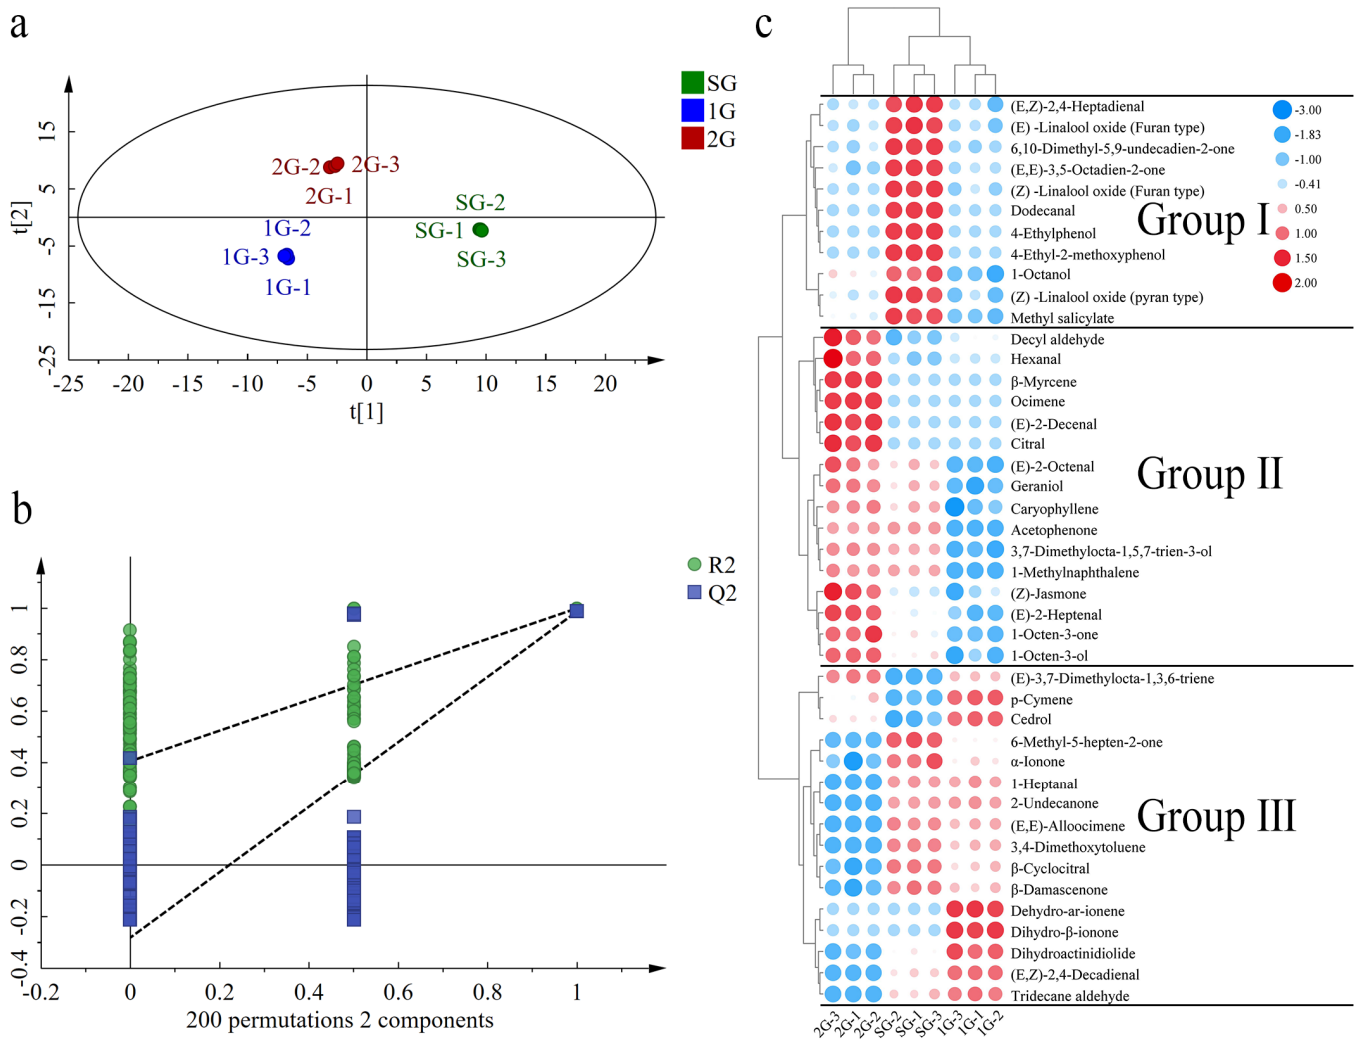 a
SG
1G
2G
15
5
-5
-15
-25
t[2]
2G-2
2G-3
2G-1
1G-2
1G-3
1G-1
SG-2
SG-1
SG-3
-25
-20
-15
-10
-5
0
5
10
15
20
t[1]
b
R2
Q2
1
0.8
0.6
0.4
0.2
0
-0.2
-0.4
-0.2
0
0.2
0.4
0.6
0.8
1
200 permutations 2 components
c
(E,Z)-2,4-Heptadienal
(E) -Linalool oxide (Furan type)
6,10-Dimethyl-5,9-undecadien-2-one
(E,E)-3,5-Octadien-2-one
(Z) -Linalool oxide (Furan type)
Dodecanal
4-Ethylphenol
4-Ethyl-2-methoxyphenol
1-Octanol
(Z) -Linalool oxide (pyran type)
Methyl salicylate
Group I
-3.00
-1.83
-1.00
-0.41
0.50
1.00
1.50
2.00
Decyl aldehyde
Hexanal
β-Myrcene
Ocimene
(E)-2-Decenal
Citral
(E)-2-Octenal
Geraniol
Caryophyllene
Acetophenone
3,7-Dimethylocta-1,5,7-trien-3-ol
1-Methylnaphthalene
(Z)-Jasmone
(E)-2-Heptenal
1-Octen-3-one
1-Octen-3-ol
Group II
(E)-3,7-Dimethylocta-1,3,6-triene
p-Cymene
Cedrol
6-Methyl-5-hepten-2-one
α-Ionone
1-Heptanal
2-Undecanone
(E,E)-Alloocimene
3,4-Dimethoxytoluene
β-Cyclocitral
β-Damascenone
Dehydro-ar-ionene
Dihydro-β-ionone
Dihydroactinidiolide
(E,Z)-2,4-Decadienal
Tridecane aldehyde
Group III
2G-3
2G-1
2G-2
SG-2
SG-1
SG-3
1G-3
1G-1
1G-2